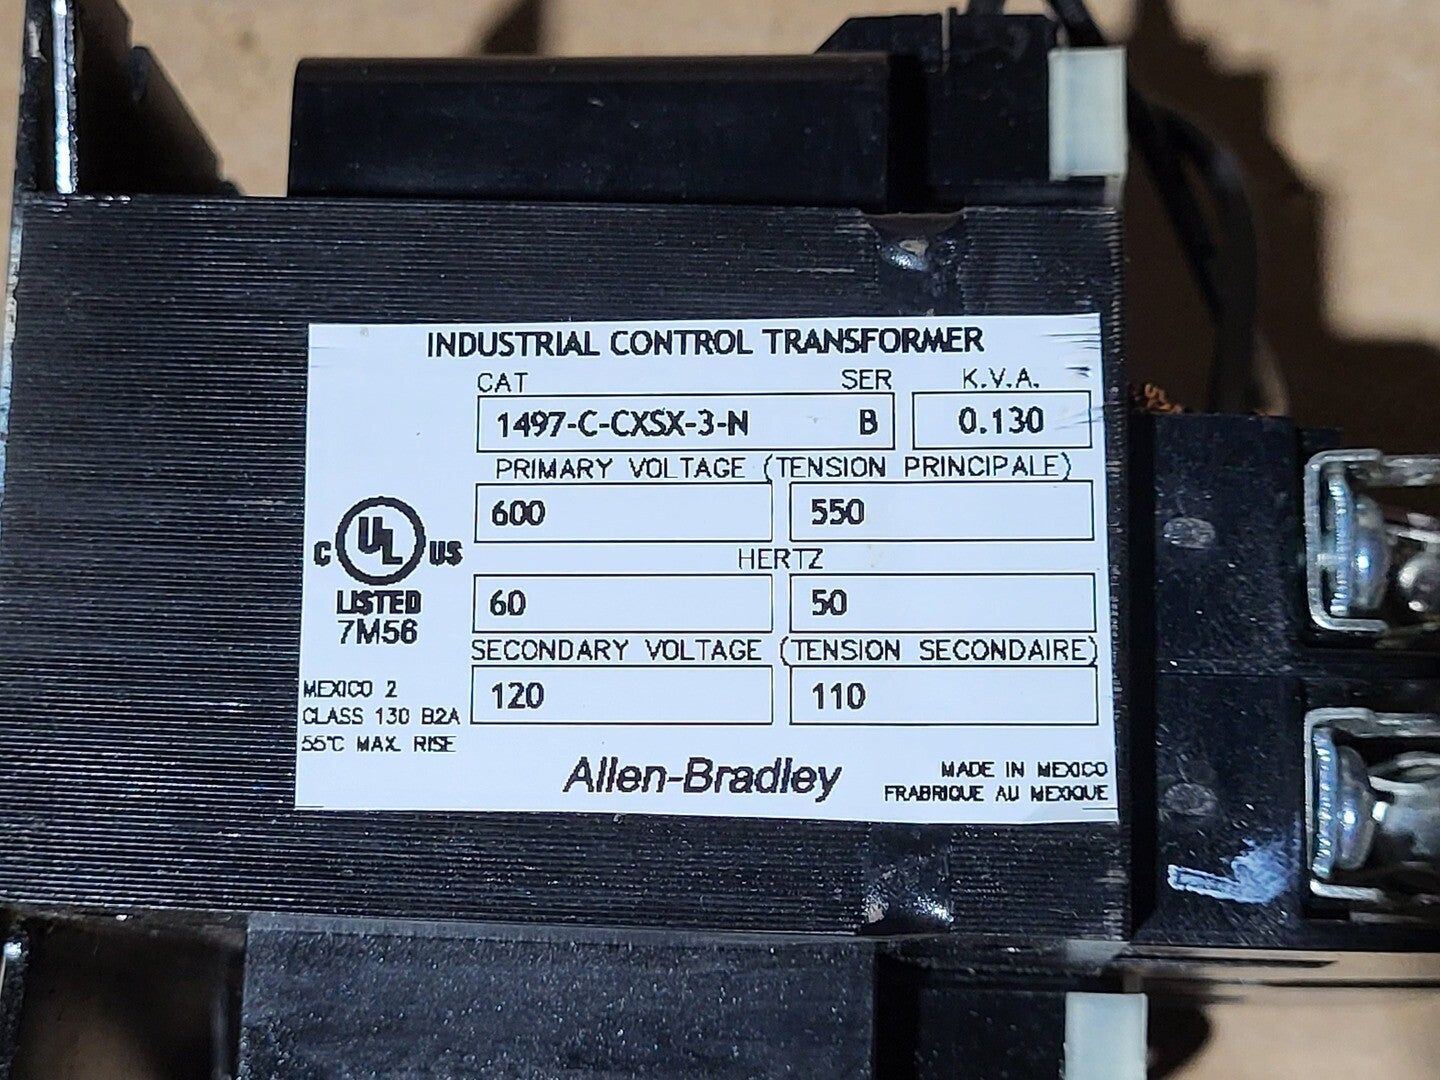 INDUSTRIAL CONTROL TRANSFORMER
CAT SER K.V.A.
1497-C-CXSX-3-N B 0.130
PRIMARY VOLTAGE (TENSION PRINCIPALE)
600 550
HERTZ
60 50
SECONDARY VOLTAGE (TENSION SECONDAIRE)
120 110
C UL US
LISTED
7M56
MEXICO 2
CLASS 130 B2A
55°C MAX. RISE
Allen-Bradley
MADE IN MEXICO
FRABRIQUE AU MEXIQUE